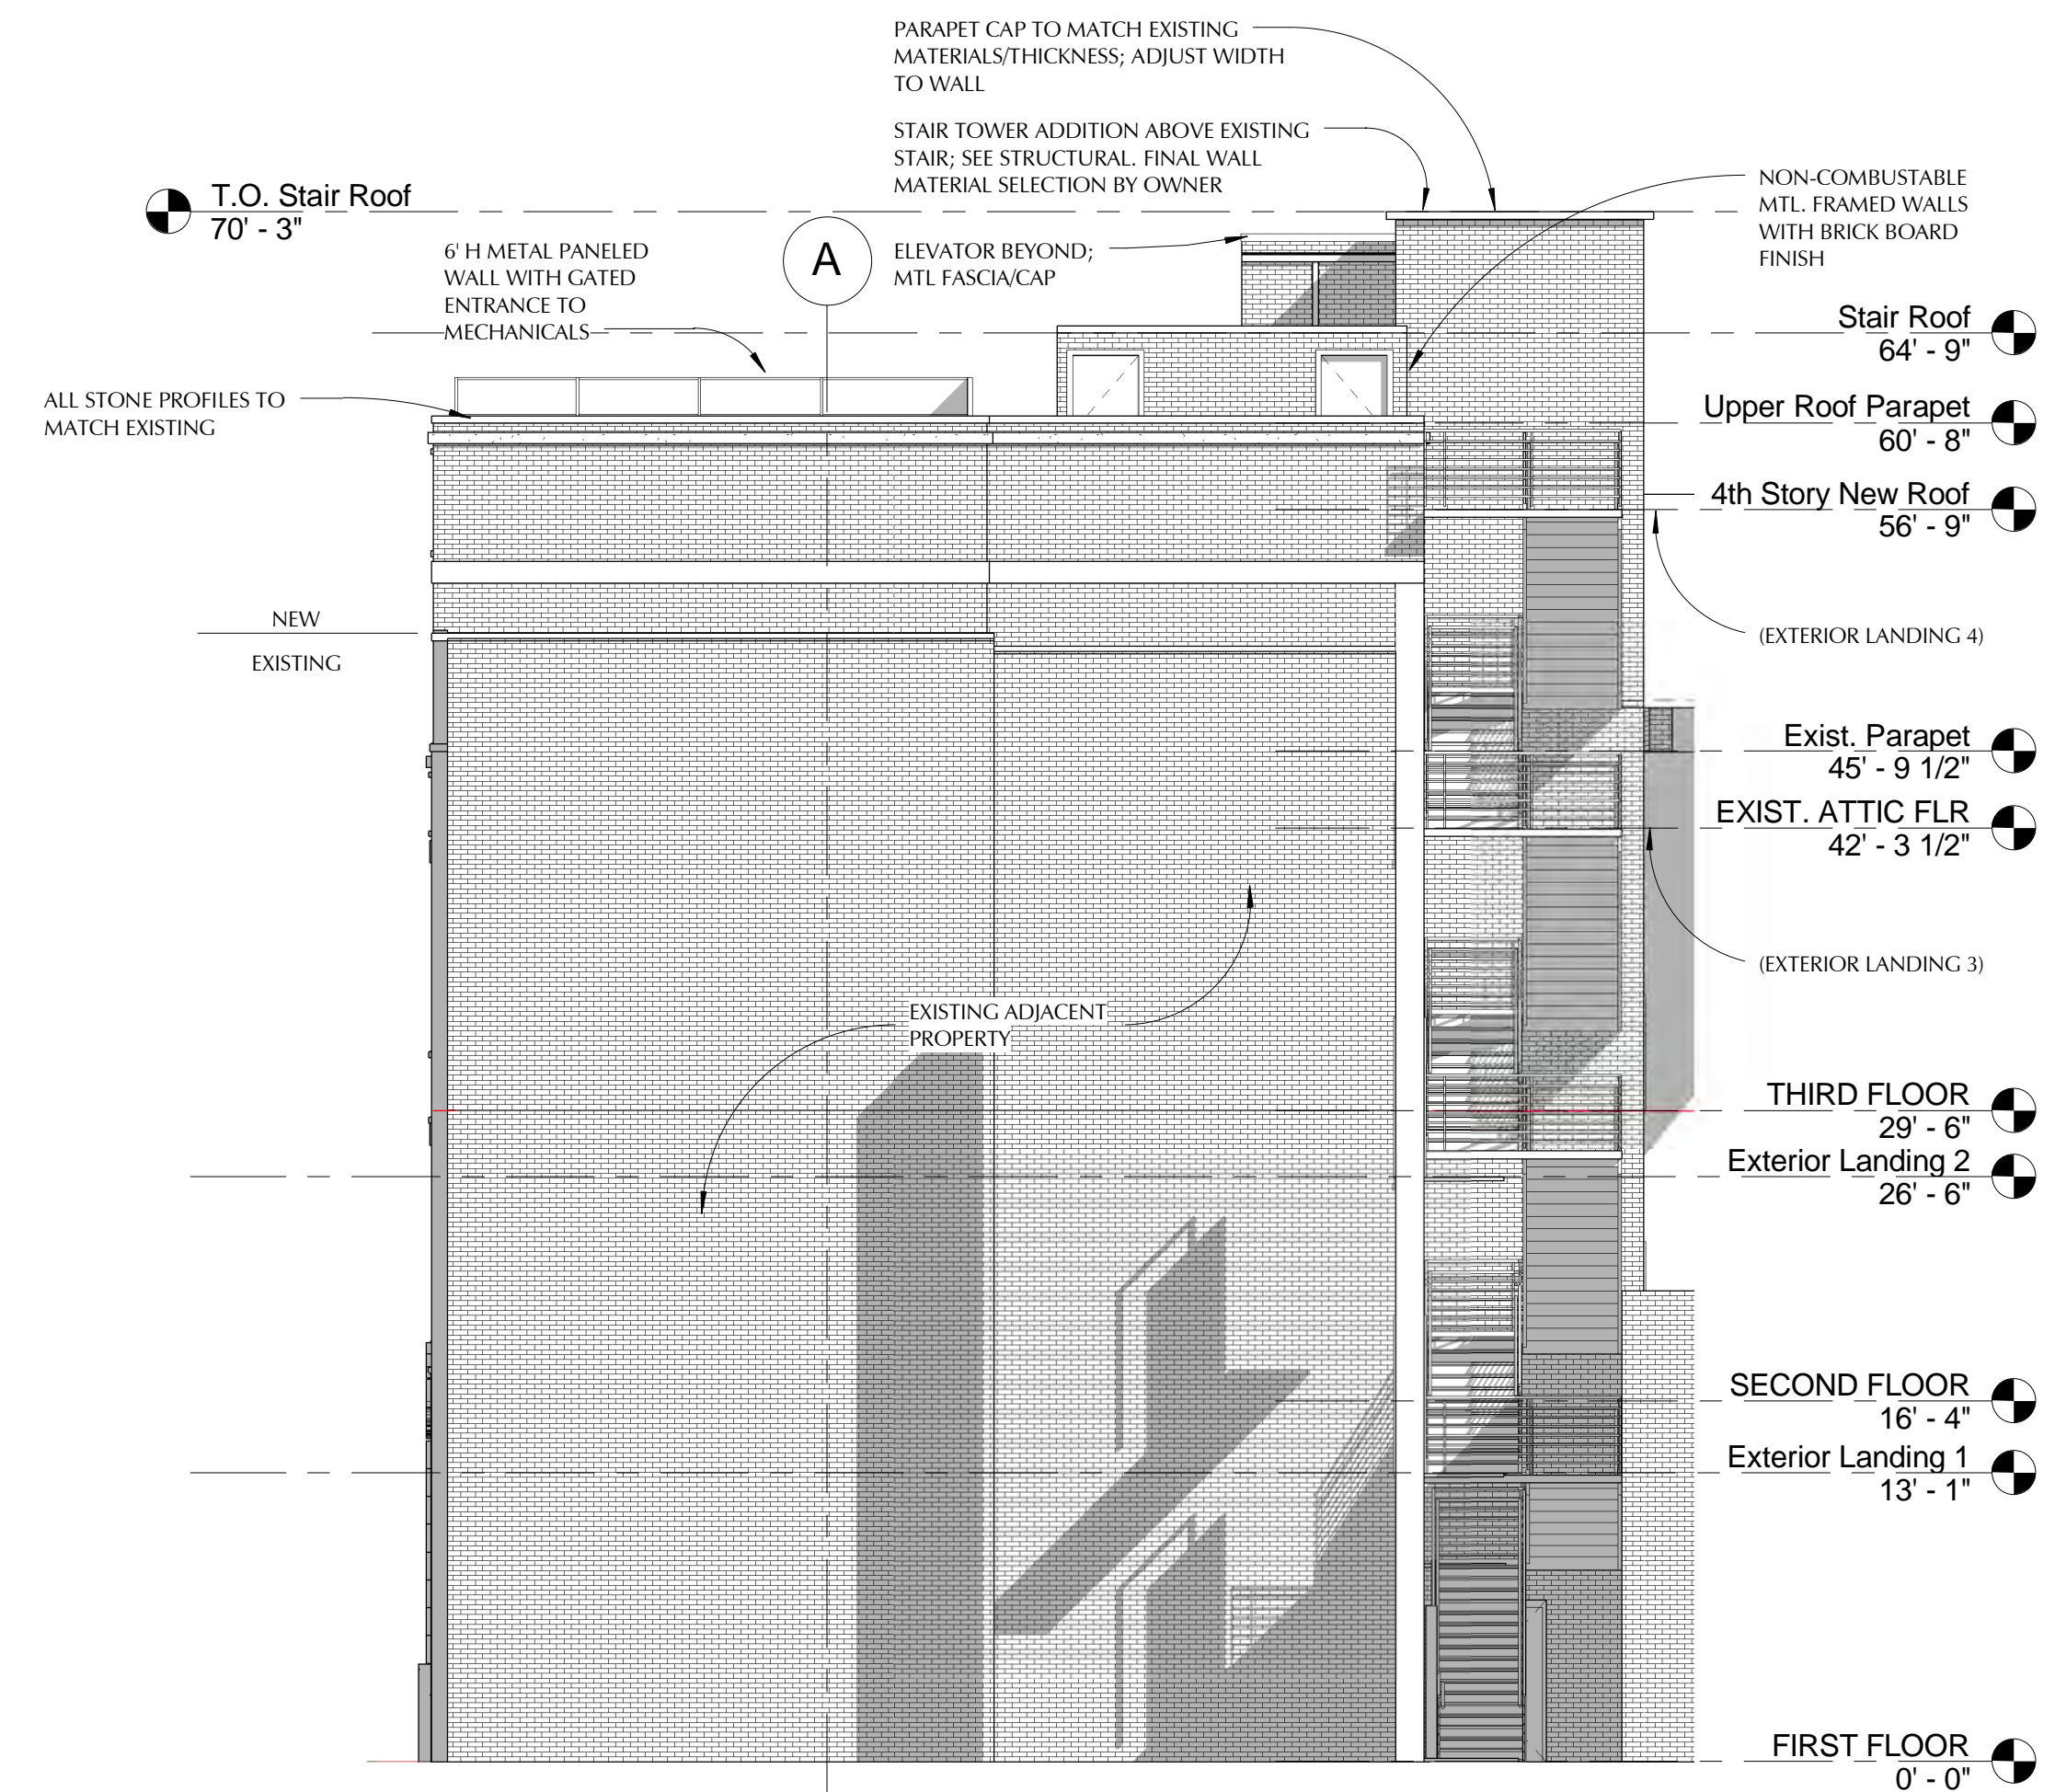 PARAPET CAP TO MATCH EXISTING
MATERIALS/THICKNESS; ADJUST WIDTH
TO WALL
STAIR TOWER ADDITION ABOVE EXISTING
STAIR; SEE STRUCTURAL. FINAL WALL
MATERIAL SELECTION BY OWNER
NON-COMBUSTABLE
MTL. FRAMED WALLS
WITH BRICK BOARD
FINISH
T.O. Stair Roof
70' - 3"
6' H METAL PANELED
WALL WITH GATED
ENTRANCE TO
MECHANICALS
A
ELEVATOR BEYOND;
MTL FASCIA/CAP
Stair Roof
64' - 9"
ALL STONE PROFILES TO
MATCH EXISTING
Upper Roof Parapet
60' - 8"
4th Story New Roof
56' - 9"
NEW
EXISTING
(EXTERIOR LANDING 4)
Exist. Parapet
45' - 9 1/2"
EXIST. ATTIC FLR
42' - 3 1/2"
(EXTERIOR LANDING 3)
EXISTING ADJACENT
PROPERTY
THIRD FLOOR
29' - 6"
Exterior Landing 2
26' - 6"
SECOND FLOOR
16' - 4"
Exterior Landing 1
13' - 1"
FIRST FLOOR
0' - 0"